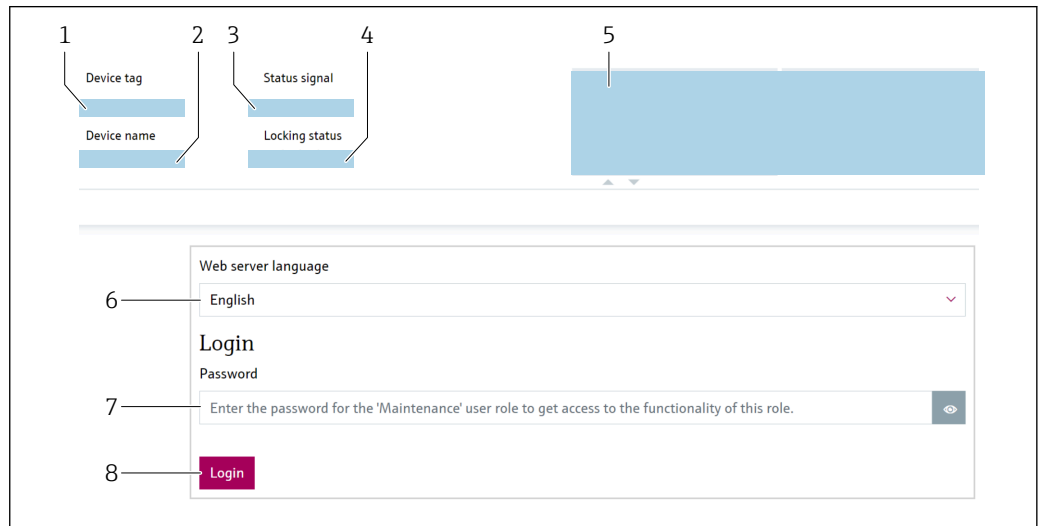 1 2 3 4 5
Device tag Status signal
Device name Locking status
Web server language
6 English
Login
Password
7 Enter the password for the 'Maintenance' user role to get access to the functionality of this role.
8 Login